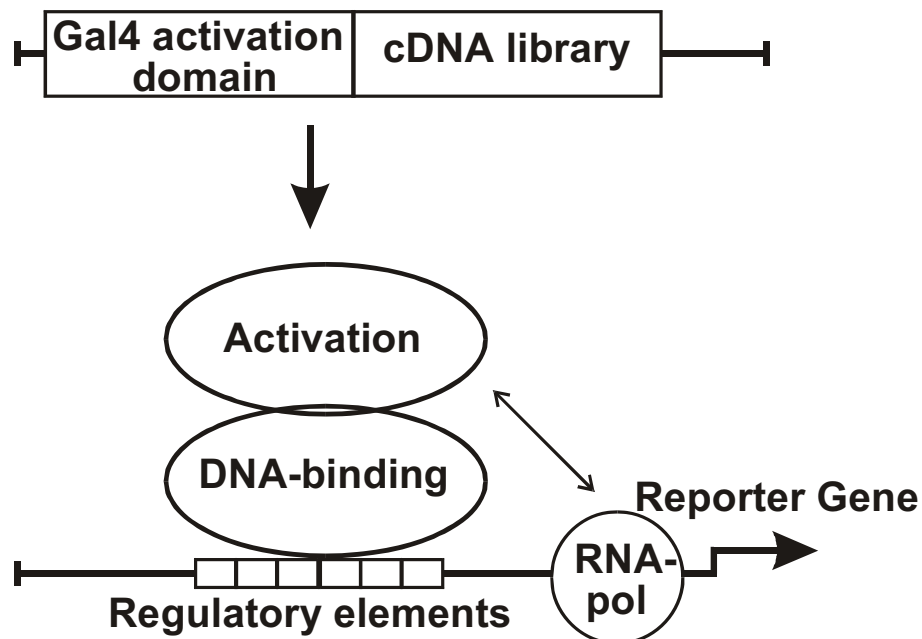 Gal4 activation
domain
cDNA library
Activation
DNA-binding
Reporter Gene
RNA-
pol
Regulatory elements